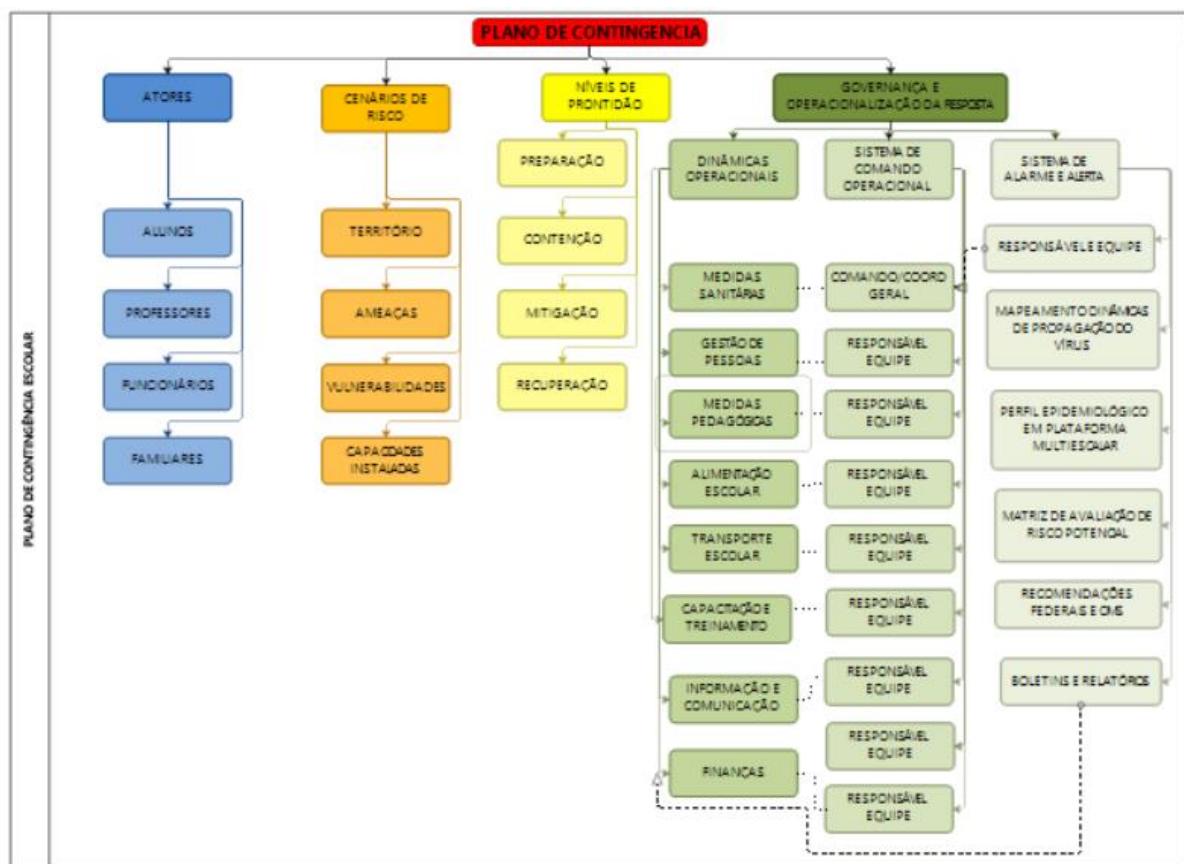 PLANO DE CONTINGÊNCIA ESCOLAR
PLANO DE CONTINGENCIA
ATORES
ALUNOS
PROFESSORES
FUNCIONÁRIOS
FAMILIARES
CENÁRIOS DE
RISCO
TERRITÓRIO
AMEAÇAS
VULNERABILIDADES
CAPACIDADES
INSTALADAS
NÍVEIS DE
PRONTIDÃO
PREPARAÇÃO
CONTENÇÃO
MITIGAÇÃO
RECUPERAÇÃO
GOVERNANÇA E
OPERACIONALIZAÇÃO DA RESPOSTA
DINÂMICAS
OPERACIONAIS
MEDIDAS
SANITÁRIAS
GESTÃO DE
PESSOAS
MEDIDAS
PEDAGÓGICAS
ALIMENTAÇÃO
ESCOLAR
TRANSPORTE
ESCOLAR
CAPACITAÇÃO E
TREINAMENTO
INFORMAÇÃO E
COMUNICAÇÃO
FINANÇAS
SISTEMA DE
COMANDO
OPERACIONAL
COMANDO/COORD
GERAL
RESPONSÁVEL
EQUIPE
RESPONSÁVEL
EQUIPE
RESPONSÁVEL
EQUIPE
RESPONSÁVEL
EQUIPE
RESPONSÁVEL
EQUIPE
RESPONSÁVEL
EQUIPE
RESPONSÁVEL
EQUIPE
RESPONSÁVEL
EQUIPE
SISTEMA DE
ALARME E ALERTA
RESPONSÁVEL E EQUIPE
MAPEAMENTO DINÂMICAS
DE PROPAGAÇÃO DO
VÍRUS
PERFIL EPIDEMIOLÓGICO
EM PLATAFORMA
MULTIESCALAR
MATRIZ DE AVALIAÇÃO DE
RISCO POTENCIAL
RECOMENDAÇÕES
FEDERAIS E OMS
BOLETINS E RELATÓRIOS